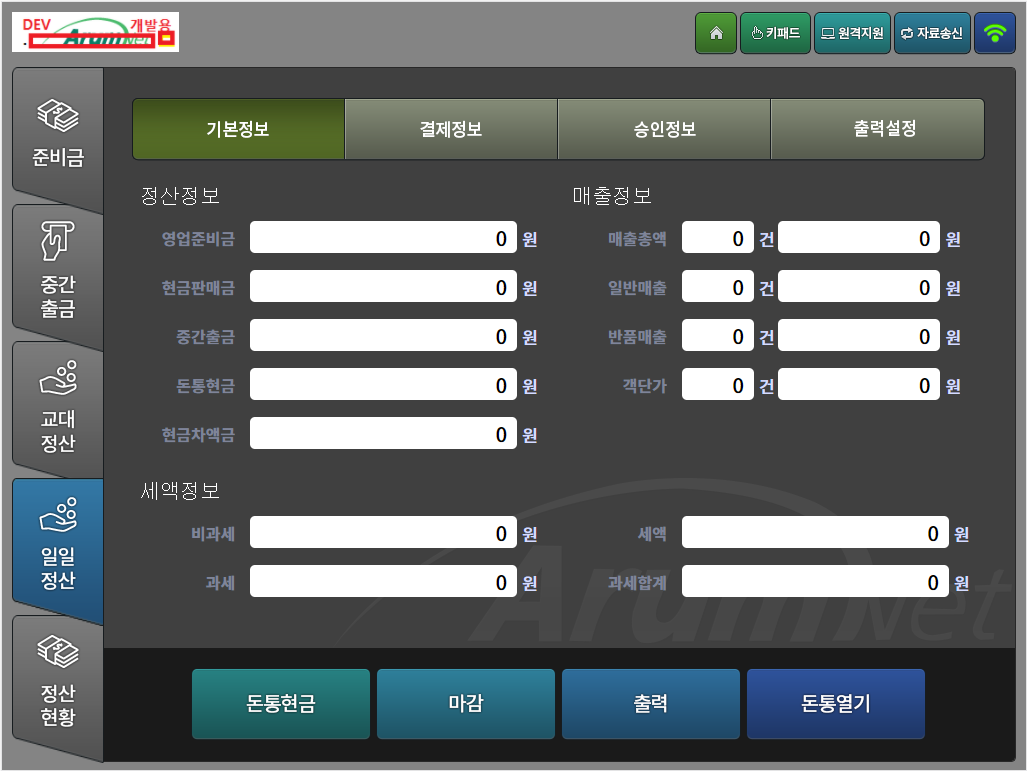 DEV 개발용
ArumNet
키패드
원격지원
자료송신
준비금
중간
출금
교대
정산
일일
정산
정산
현황
기본정보
결제정보
승인정보
출력설정
정산정보
영업준비금 0 원
현금판매금 0 원
중간출금 0 원
돈통현금 0 원
현금차액금 0 원
매출정보
매출총액 0 건 0 원
일반매출 0 건 0 원
반품매출 0 건 0 원
객단가 0 건 0 원
세액정보
비과세 0 원
세액 0 원
과세 0 원
과세합계 0 원
ArumNet
돈통현금
마감
출력
돈통열기